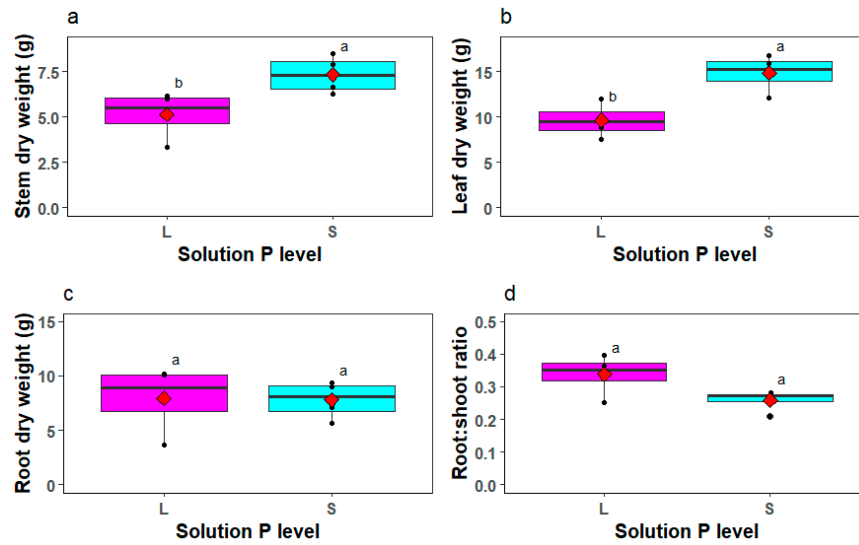 a
Stem dry weight (g)
7.5
5.0
2.5
0.0
b
a
L
S
Solution P level
b
Leaf dry weight (g)
15
10
5
0
b
a
L
S
Solution P level
c
Root dry weight (g)
15
10
5
0
a
a
L
S
Solution P level
d
Root:shoot ratio
0.5
0.4
0.3
0.2
0.1
0.0
a
a
L
S
Solution P level